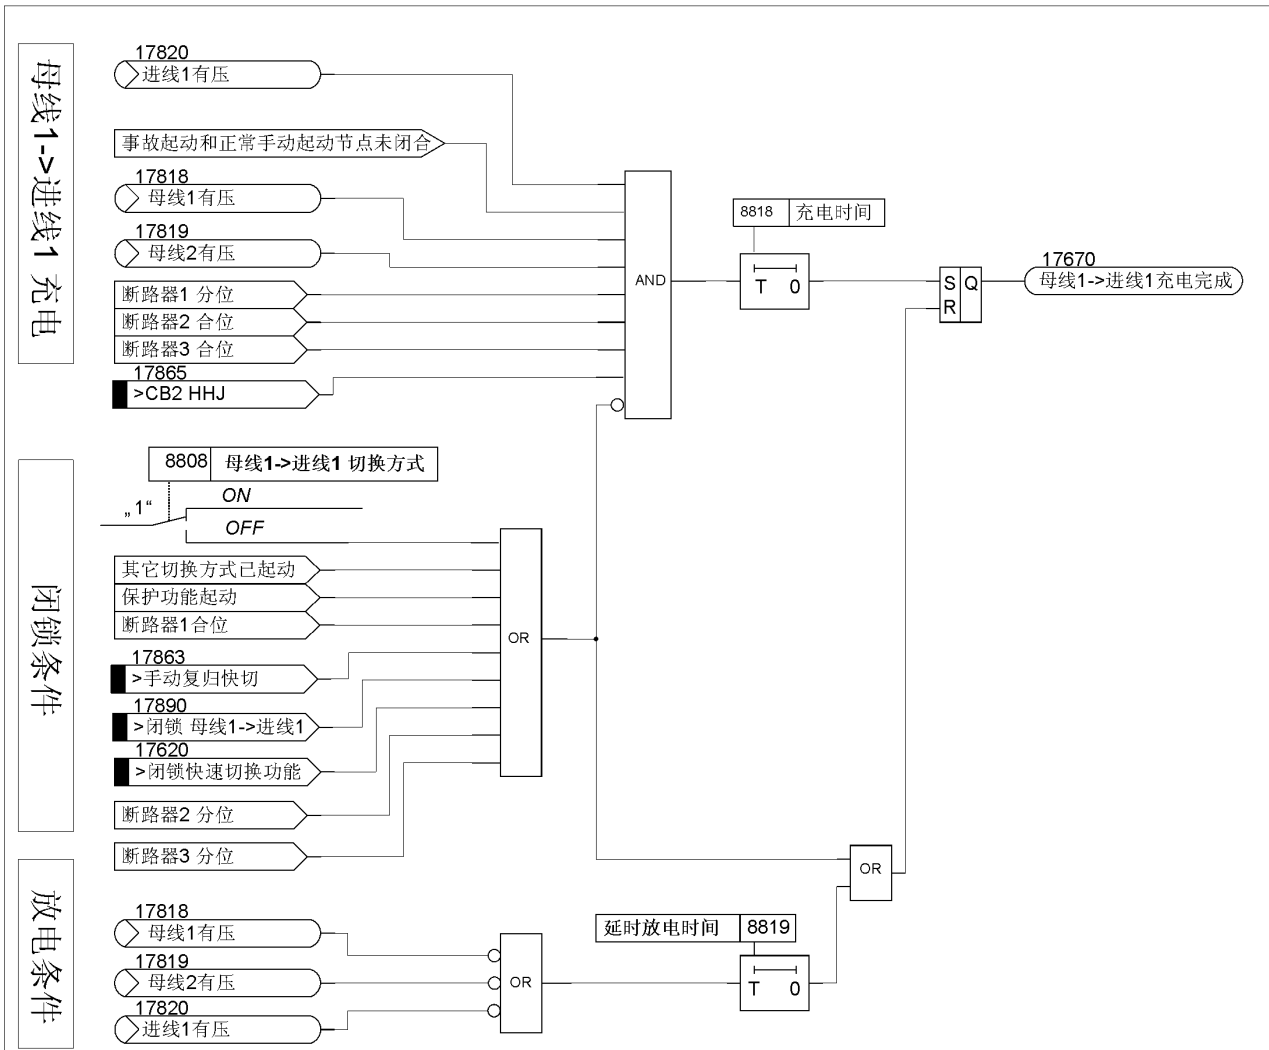 母线1->进线1 充电
17820
进线1有压
事故起动和正常手动起动节点未闭合
17818
母线1有压
17819
母线2有压
断路器1 分位
断路器2 合位
断路器3 合位
17865
>CB2 HHJ
AND
8818 充电时间
T 0
S Q
R
17670
母线1->进线1充电完成
闭锁条件
8808 母线1->进线1 切换方式
„1“
ON
OFF
其它切换方式已起动
保护功能起动
断路器1合位
17863
>手动复归快切
17890
>闭锁 母线1->进线1
17620
>闭锁快速切换功能
断路器2 分位
断路器3 分位
OR
OR
放电条件
17818
母线1有压
17819
母线2有压
17820
进线1有压
OR
延时放电时间 8819
T 0